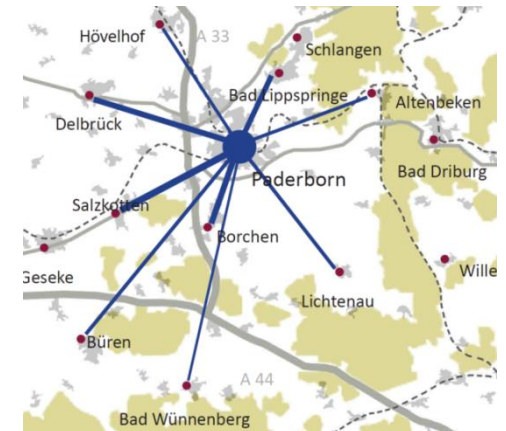 Hövelhof
A 33
Schlangen
Bad Lippspringe
Altenbeken
Delbrück
Bad Driburg
Paderborn
Salzkotten
Borchen
Geseke
Wille
Lichtenau
Büren
A 44
Bad Wünnenberg